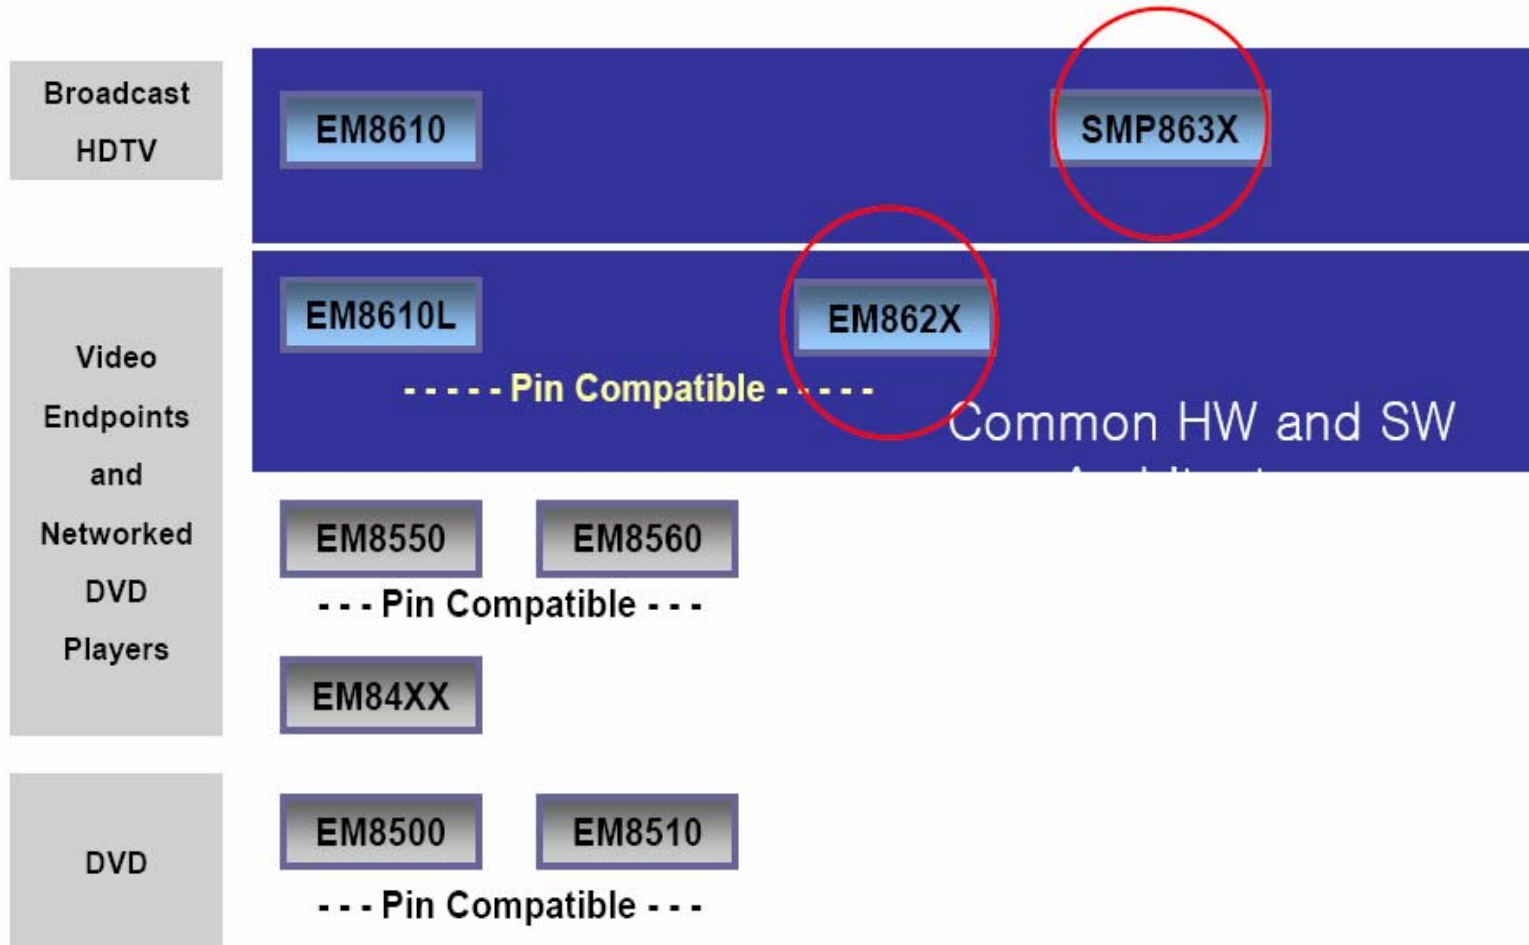 Broadcast
HDTV
EM8610
SMP863X
Video
Endpoints
and
Networked
DVD
Players
EM8610L
EM862X
- - - - - Pin Compatible - - - - -
Common HW and SW
EM8550
EM8560
- - - Pin Compatible - - -
EM84XX
DVD
EM8500
EM8510
- - - Pin Compatible - - -